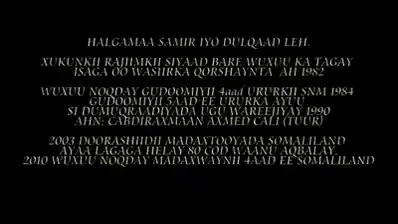 HALGAMAA SAMIR IYO DULQAAD LEH.
XUKUNKII RAJIIMKII SIYAAD BARE WUXUU KA TAGAY
ISAGA OO WASIIRKA QORSHAYNTA AH 1982
WUXUU NOQDAY GUDOOMIYII 4aad URURKII SNM 1984
GUDOOMIYII 5AAD EE URURKA AYUU
SI DUMUQRAADIYADA UGU WAREEJIYAY 1990
AHN: CABDIRAXMAAN AXMED CALI (TUUR)
2003 DOORASHIIDII MADAXTOOYADA SOMALILAND
AYAA LAGAGA HELAY 80 COD WAANU AQBALAY.
2010 WUXUU NOQDAY MADAXWAYNII 4AAD EE SOMALILAND